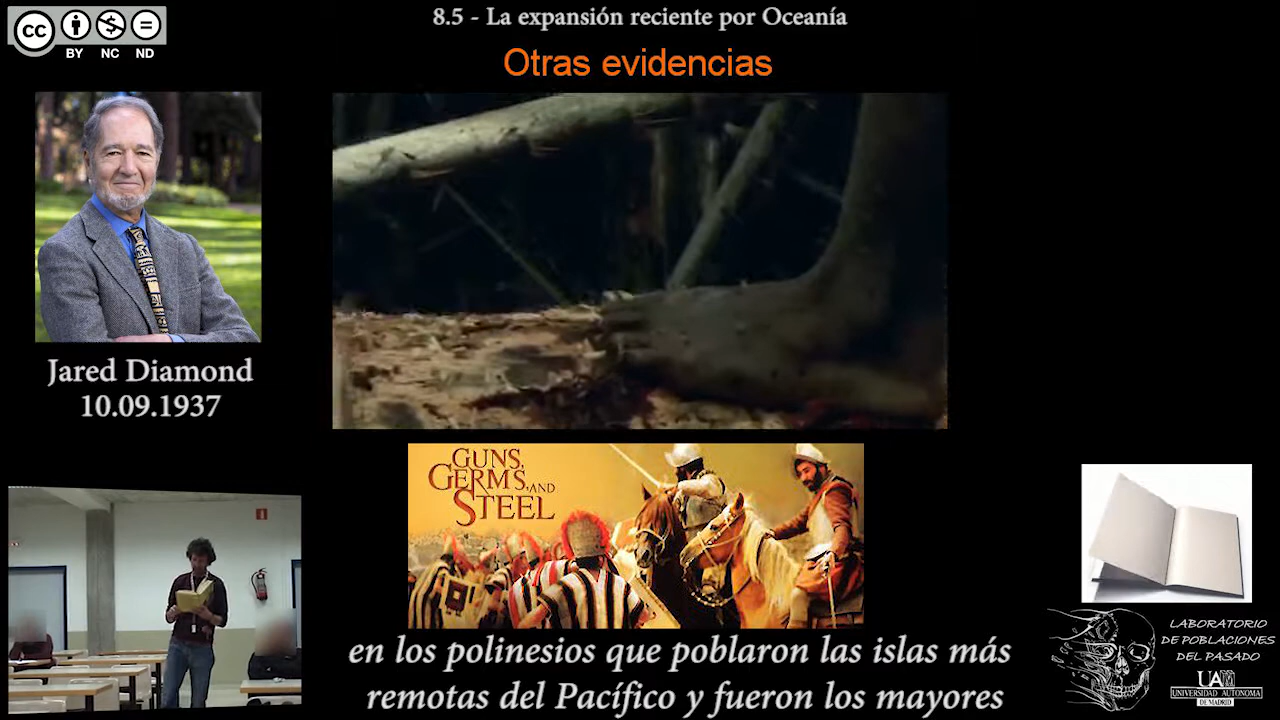 8.5 - La expansión reciente por Oceanía
Otras evidencias
CC
BY NC ND
Jared Diamond
10.09.1937
GUNS,
GERMS, AND
STEEL
en los polinesios que poblaron las islas más
remotas del Pacífico y fueron los mayores
LABORATORIO
DE POBLACIONES
DEL PASADO
UAM
UNIVERSIDAD AUTONOMA
DE MADRID